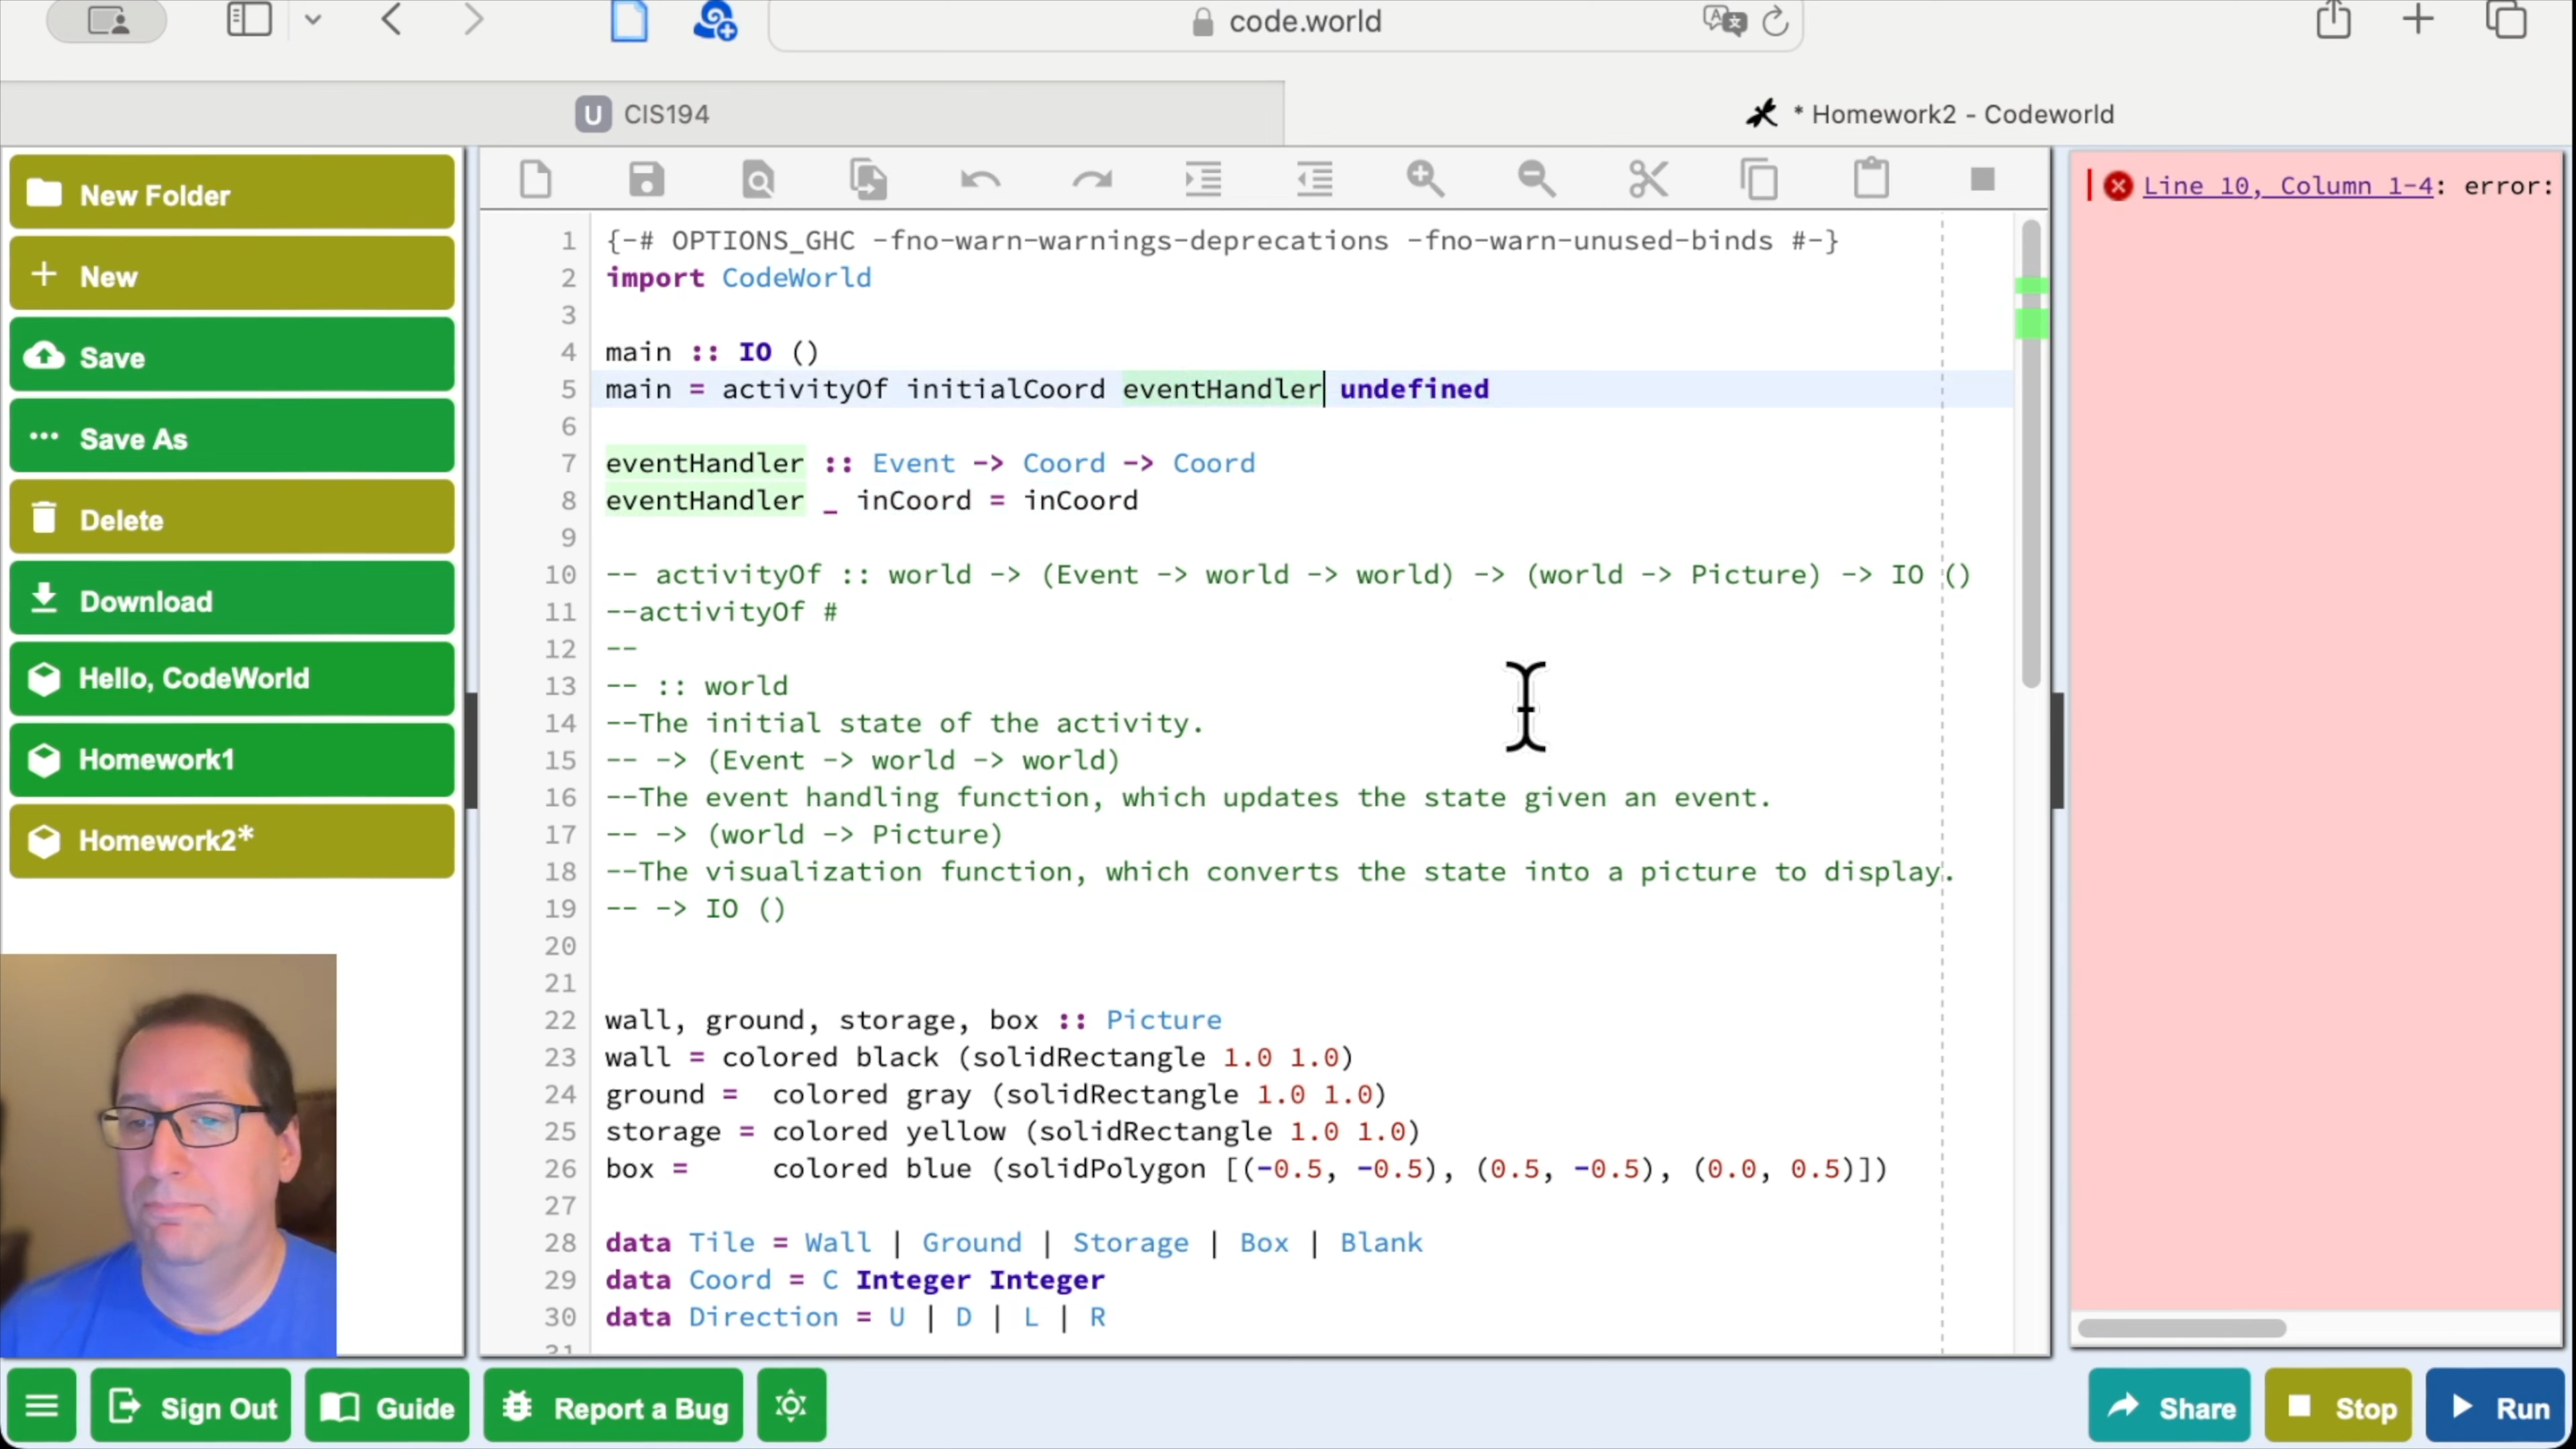 code.world
CIS194
* Homework2 - Codeworld
New Folder
New
Save
Save As
Delete
Download
Hello, CodeWorld
Homework1
Homework2*
1 {-# OPTIONS_GHC -fno-warn-warnings-deprecations -fno-warn-unused-binds #-}
2 import CodeWorld
3
4 main :: IO ()
5 main = activityOf initialCoord eventHandler undefined
6
7 eventHandler :: Event -> Coord -> Coord
8 eventHandler _ inCoord = inCoord
9
10 -- activityOf :: world -> (Event -> world -> world) -> (world -> Picture) -> IO ()
11 --activityOf #
12 --
13 -- :: world
14 --The initial state of the activity.
15 -- -> (Event -> world -> world)
16 --The event handling function, which updates the state given an event.
17 -- -> (world -> Picture)
18 --The visualization function, which converts the state into a picture to display.
19 -- -> IO ()
20
21
22 wall, ground, storage, box :: Picture
23 wall = colored black (solidRectangle 1.0 1.0)
24 ground =  colored gray (solidRectangle 1.0 1.0)
25 storage = colored yellow (solidRectangle 1.0 1.0)
26 box =     colored blue (solidPolygon [(-0.5, -0.5), (0.5, -0.5), (0.0, 0.5)])
27
28 data Tile = Wall | Ground | Storage | Box | Blank
29 data Coord = C Integer Integer
30 data Direction = U | D | L | R
31
Line 10, Column 1-4: error:
Sign Out
Guide
Report a Bug
Share
Stop
Run